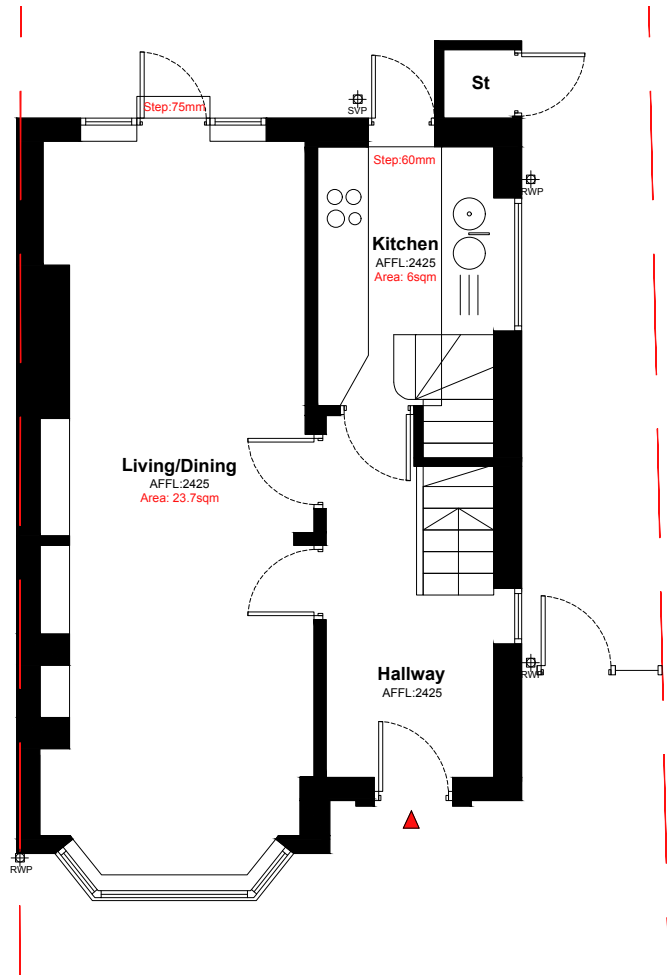 St
Step:75mm
SVP
Step:60mm
RWP
Kitchen
AFFL:2425
Area: 6sqm
Living/Dining
AFFL:2425
Area: 23.7sqm
Hallway
AFFL:2425
RWP
RWP